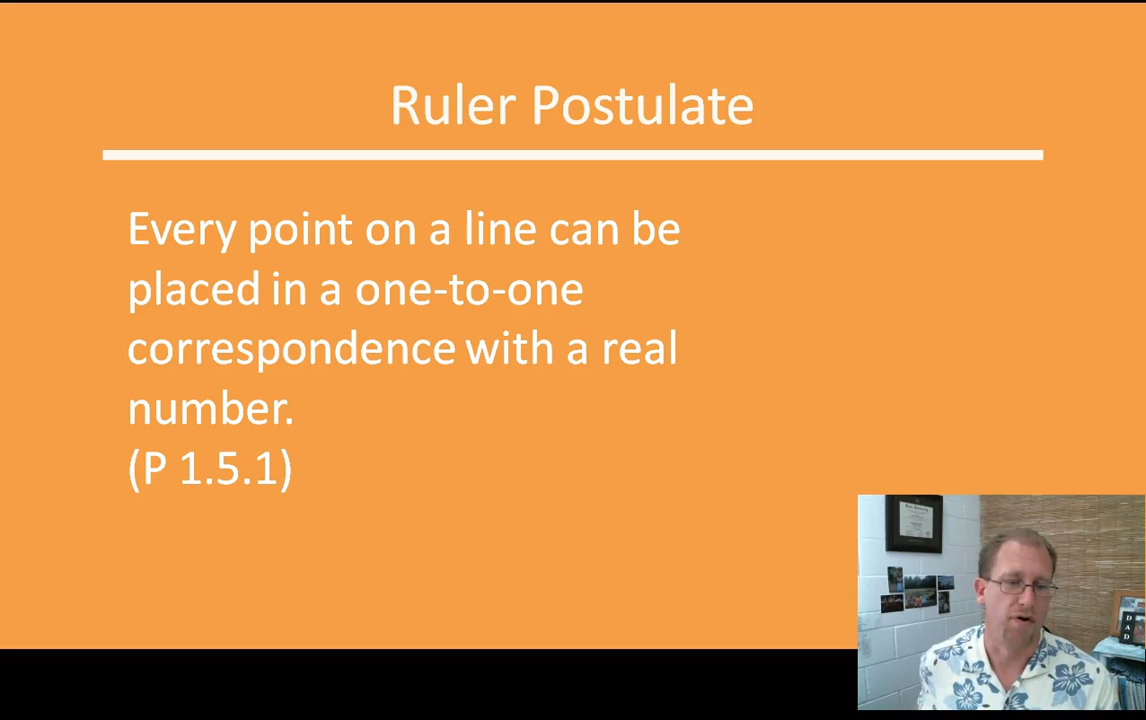 Ruler Postulate
Every point on a line can be
placed in a one-to-one
correspondence with a real
number.
(P 1.5.1)
DAD